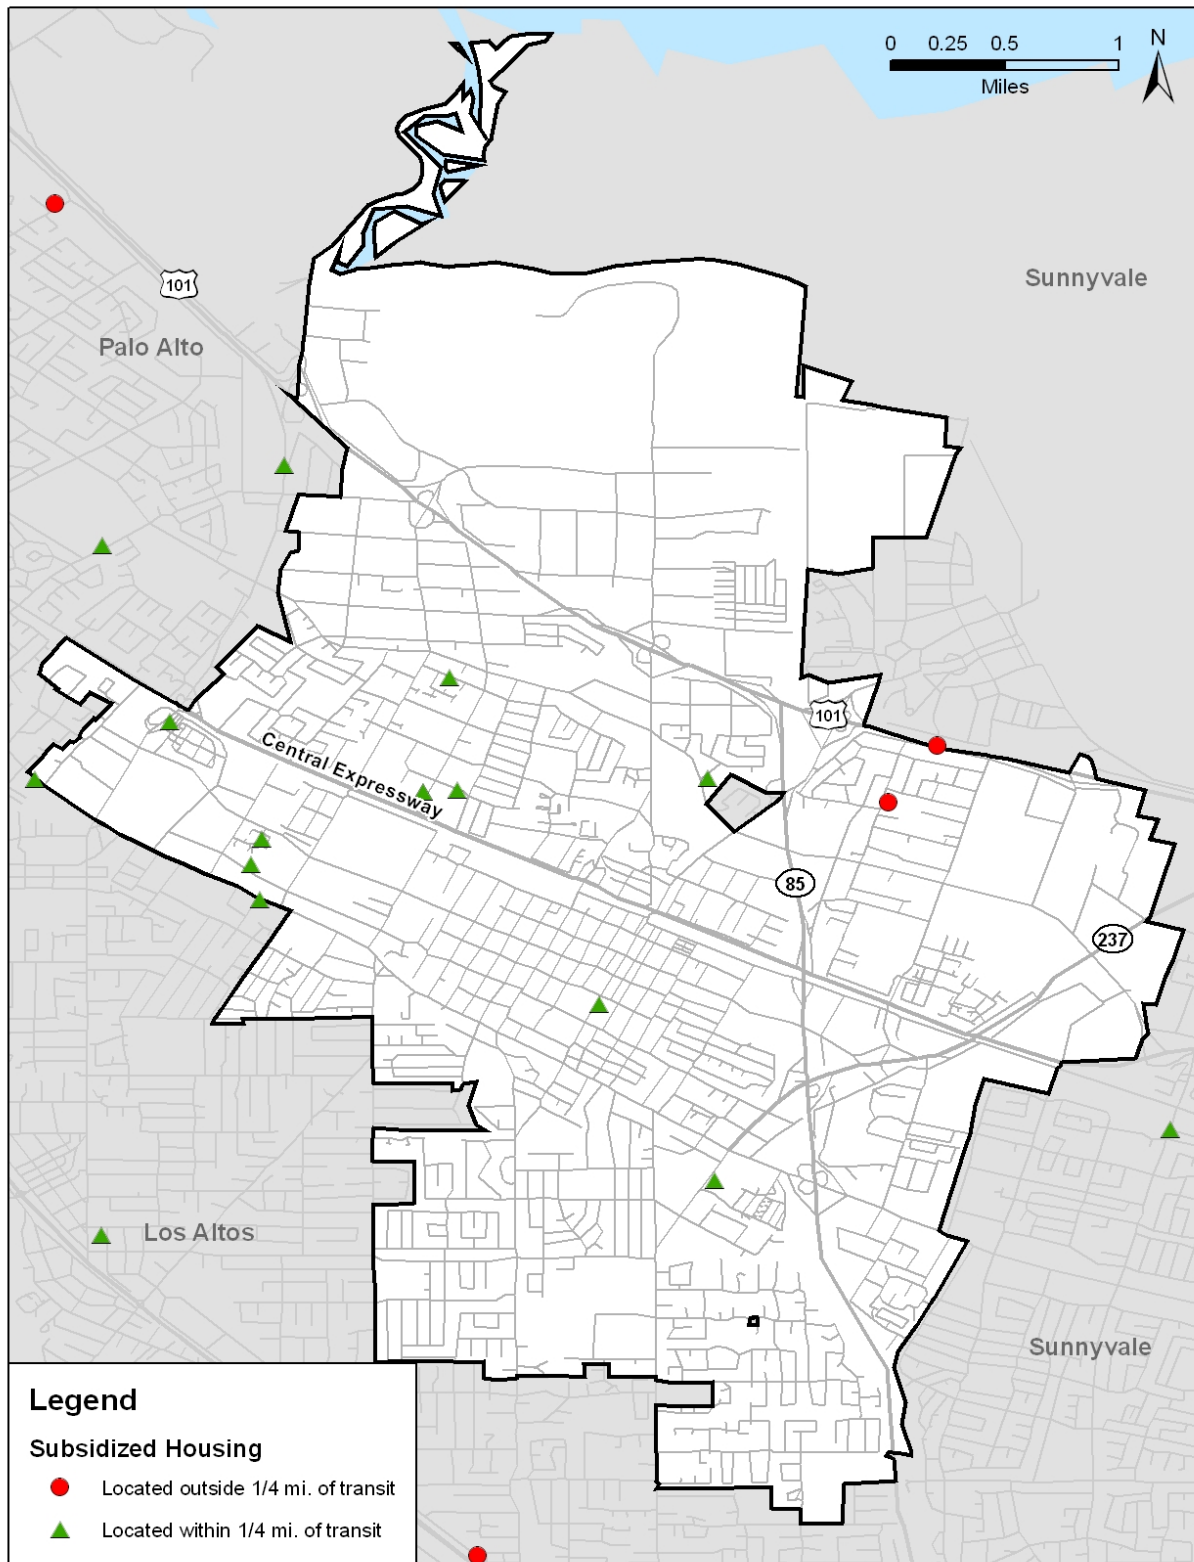 0 0.25 0.5 1
Miles
N
Sunnyvale
101
Palo Alto
101
Central Expressway
85
237
Los Altos
Sunnyvale
Legend
Subsidized Housing
Located outside 1/4 mi. of transit
Located within 1/4 mi. of transit